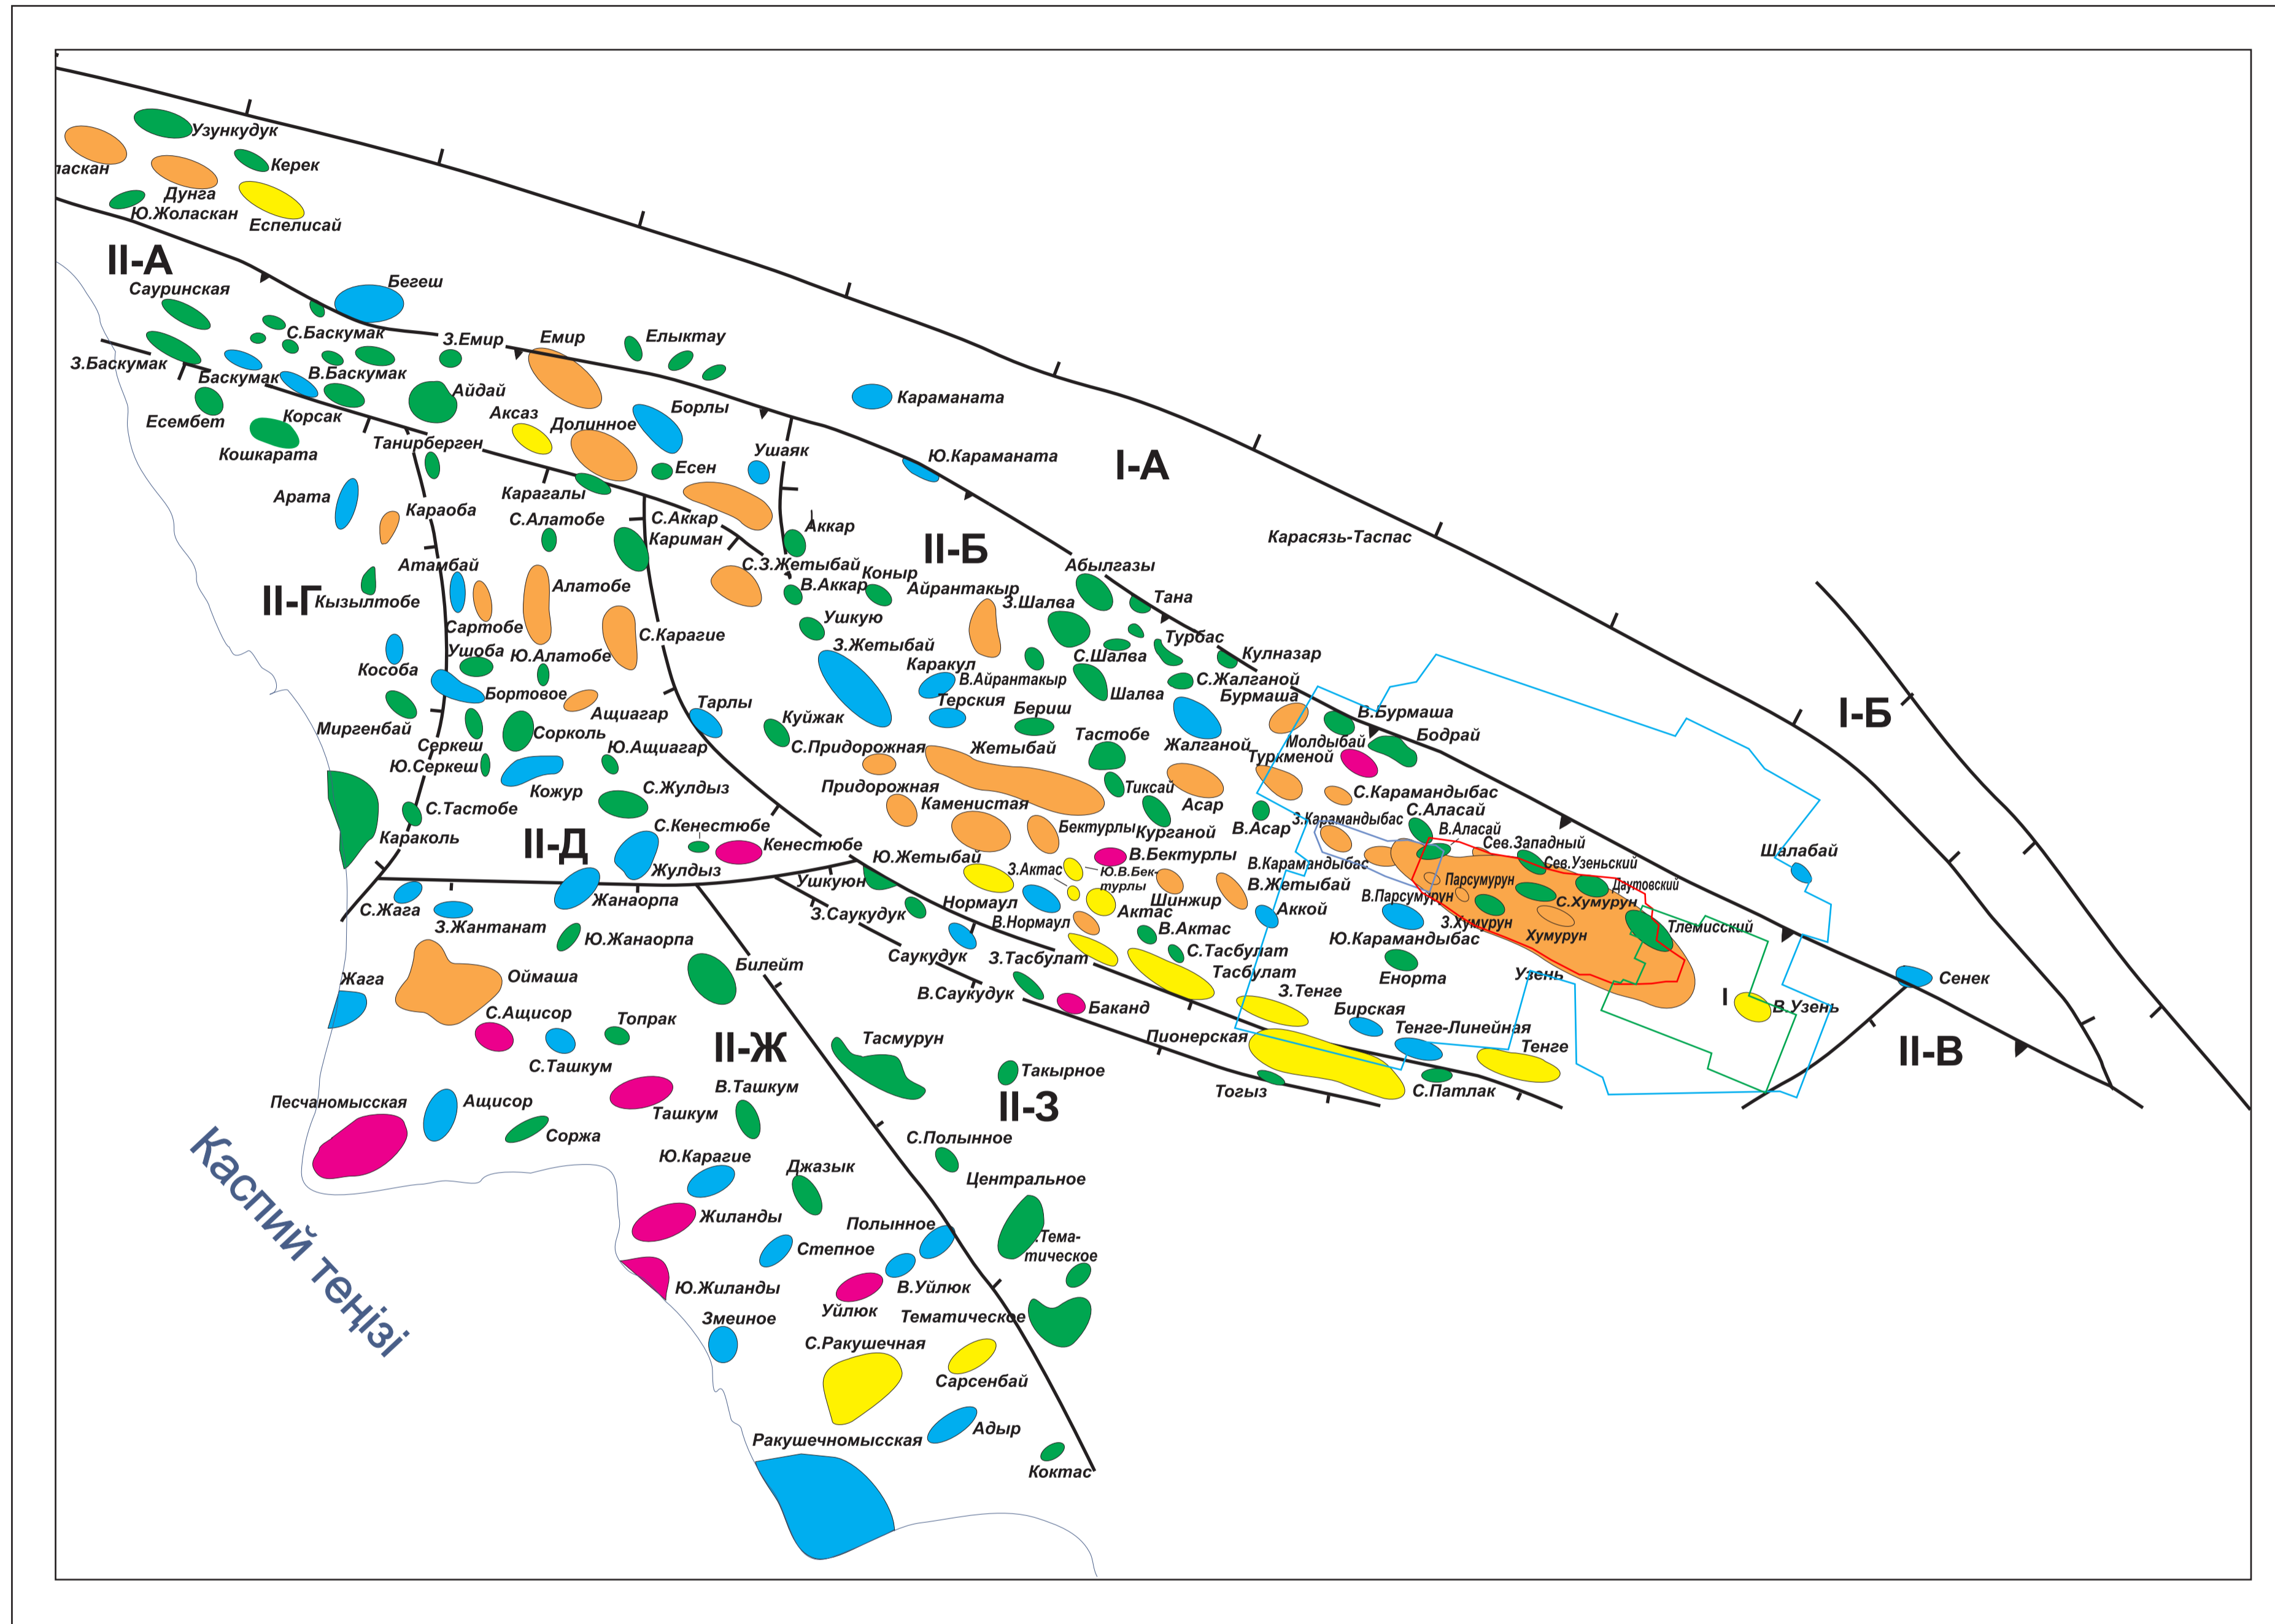 Узункудук
Керек
ласкан
Дунга
Ю.Жоласкан
Еспелисай
II-А
Бегеш
Сауринская
С.Баскумак
З.Емир
Емир
Елыктау
З.Баскумак
Баскумак
В.Баскумак
Айдай
Караманата
Есембет
Корсак
Аксаз
Долинное
Борлы
Кошкарата
Танирберген
Ушаяк
Ю.Караманата
I-А
Есен
Арата
Караоба
Карагалы
С.Алатобе
С.Аккар
Кариман
Аккар
Карасязь-Таспас
II-Б
С.З.Жетыбай
Атамбай
Абылгазы
Коныр
В.Аккар
Айрантакыр
Алатобе
II-Г
Кызылтобе
З.Шалва
Тана
Ушкую
Сартобе
С.Карагие
Турбас
З.Жетыбай
Ушоба
Ю.Алатобе
С.Шалва
Кулназар
Кособа
Каракул
В.Айрантакыр
С.Жалганой
Бортовое
Шалва
Бурмаша
Терския
Тарлы
Бериш
В.Бурмаша
I-Б
Ащиагар
Куйжак
Миргенбай
Сорколь
Тастобе
Бодрай
Серкеш
Ю.Ащиагар
С.Придорожная
Жетыбай
Жалганой
Молдыбай
Туркменой
Ю.Серкеш
Кожур
С.Жулдыз
Придорожная
Тиксай
С.Карамандыбас
С.Тастобе
Каменистая
Асар
С.Аласай
З.Карамандыбас
Караколь
С.Кенестюбе
Бектурлы
Курганой
В.Асар
В.Аласай
II-Д
Кенестюбе
Сев.Западный
Ю.Жетыбай
В.Бектурлы
Шалабай
Жулдыз
З.Актас
Ю.В.Бек-
турлы
В.Карамандыбас
Сев.Узеньский
Ушкуюн
В.Жетыбай
Парсумурун
Даутовский
С.Жага
Жанаорпа
Нормаул
Шинжир
В.Парсумурун
С.Хумурун
З.Саукудук
Актас
Аккой
З.Жантанат
В.Нормаул
З.Хумурун
Тлемисский
Ю.Жанаорпа
В.Актас
Ю.Карамандыбас
Хумурун
Саукудук
З.Тасбулат
С.Тасбулат
Билейт
Тасбулат
Енорта
Узень
Сенек
Жага
Оймаша
В.Саукудук
З.Тенге
I
В.Узень
С.Ащисор
Топрак
Баканд
Бирская
Тенге-Линейная
Пионерская
Тасмурун
II-Ж
Тенге
II-В
С.Ташкум
Такырное
В.Ташкум
Тогыз
С.Патлак
II-З
Песчаномысская
Ащисор
Ташкум
Соржа
С.Полынное
Ю.Карагие
Джазык
Центральное
Каспий теңізі
Жиланды
Полынное
.Тема-
тическое
Степное
Ю.Жиланды
В.Уйлюк
Уйлюк
Змеиное
Тематическое
С.Ракушечная
Сарсенбай
Адыр
Ракушечномысская
Коктас